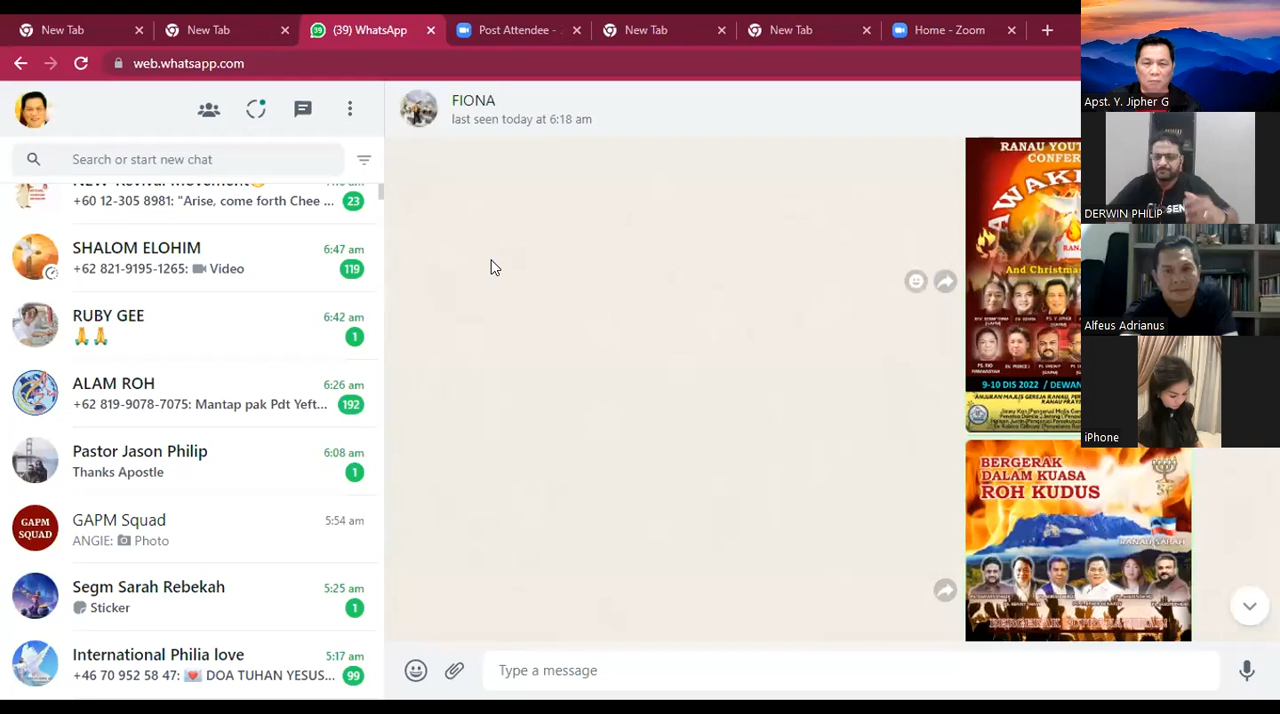 New Tab
New Tab
(39) WhatsApp
Post Attendee -
New Tab
New Tab
Home - Zoom
web.whatsapp.com
FIONA
last seen today at 6:18 am
Search or start new chat
+60 12-305 8981: "Arise, come forth Chee ...
23
SHALOM ELOHIM
6:47 am
+62 821-9195-1265: Video
119
RUBY GEE
6:42 am
1
ALAM ROH
6:26 am
+62 819-9078-7075: Mantap pak Pdt Yeft...
192
Pastor Jason Philip
6:08 am
Thanks Apostle
1
GAPM SQUAD
GAPM Squad
5:54 am
ANGIE: Photo
Segm Sarah Rebekah
5:25 am
Sticker
1
International Philia love
5:17 am
+46 70 952 58 47: DOA TUHAN YESUS...
99
RANAU YOUT
CONFER
AWAK
And Christmas
9-10 DIS 2022 / DEWAN
BERGERAK
DALAM KUASA
ROH KUDUS
RANAU SABAH
Type a message
Apst. Y. Jipher G
DERWIN PHILIP
Alfeus Adrianus
iPhone